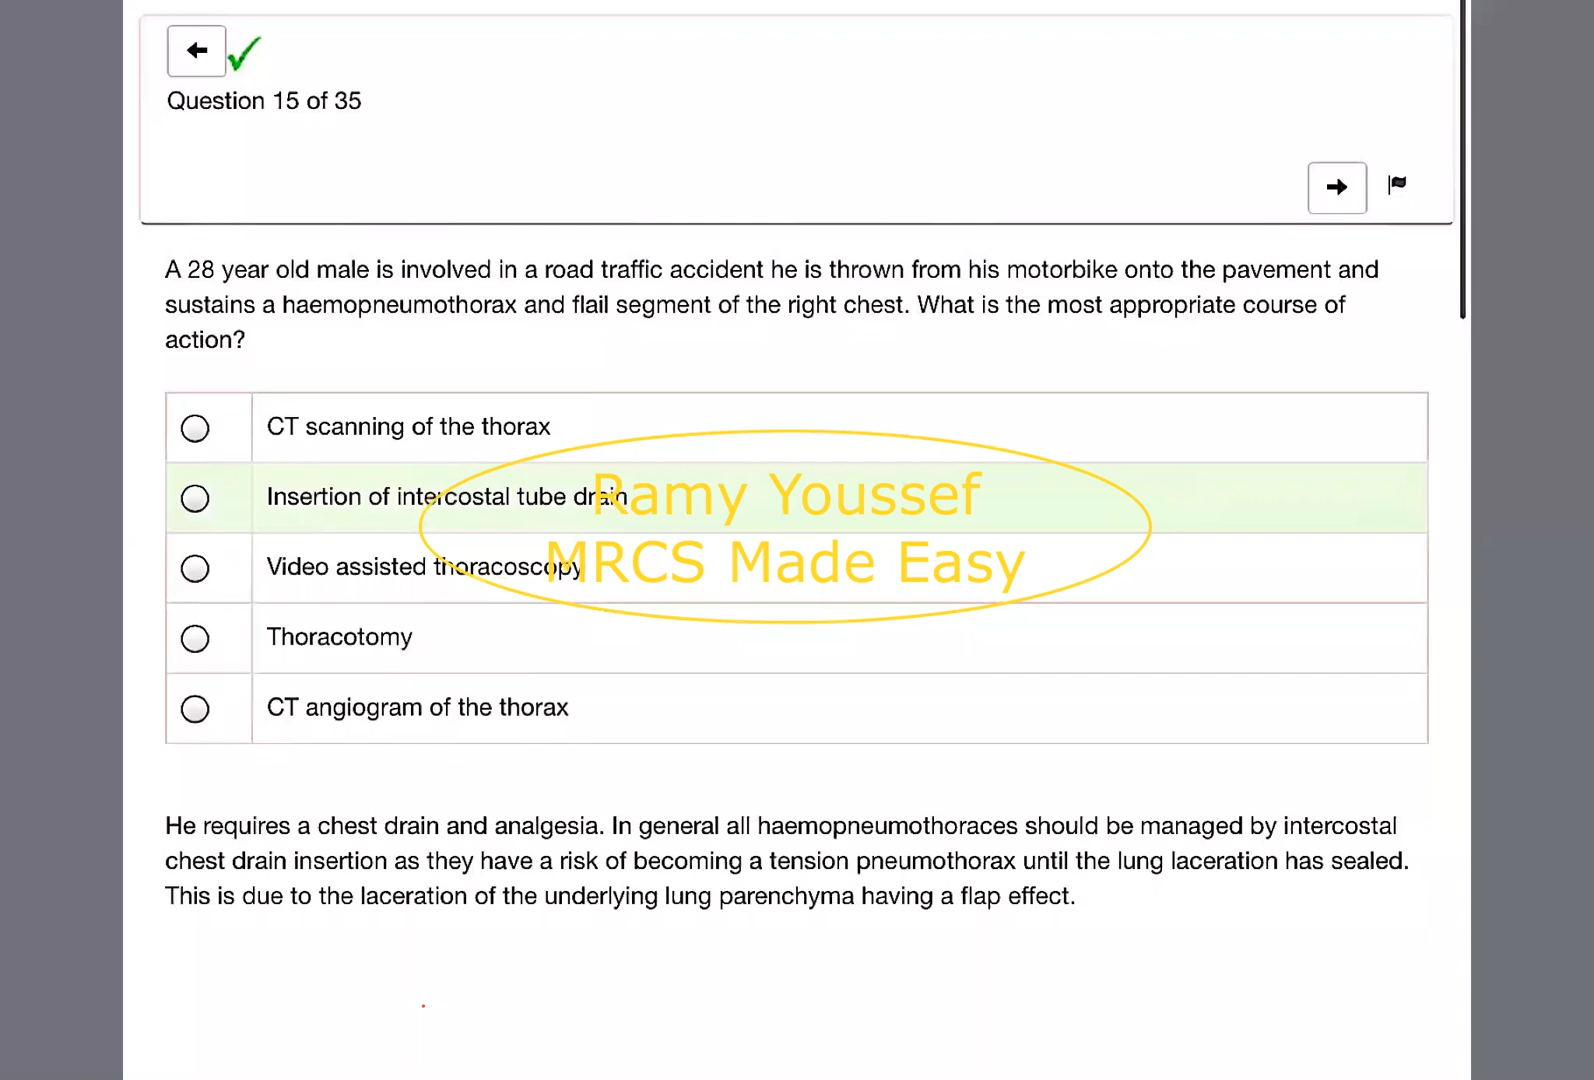 Question 15 of 35
A 28 year old male is involved in a road traffic accident he is thrown from his motorbike onto the pavement and
sustains a haemopneumothorax and flail segment of the right chest. What is the most appropriate course of
action?
CT scanning of the thorax
Insertion of intercostal tube drain
Ramy Youssef
Video assisted thoracoscopy
MRCS Made Easy
Thoracotomy
CT angiogram of the thorax
He requires a chest drain and analgesia. In general all haemopneumothoraces should be managed by intercostal
chest drain insertion as they have a risk of becoming a tension pneumothorax until the lung laceration has sealed.
This is due to the laceration of the underlying lung parenchyma having a flap effect.